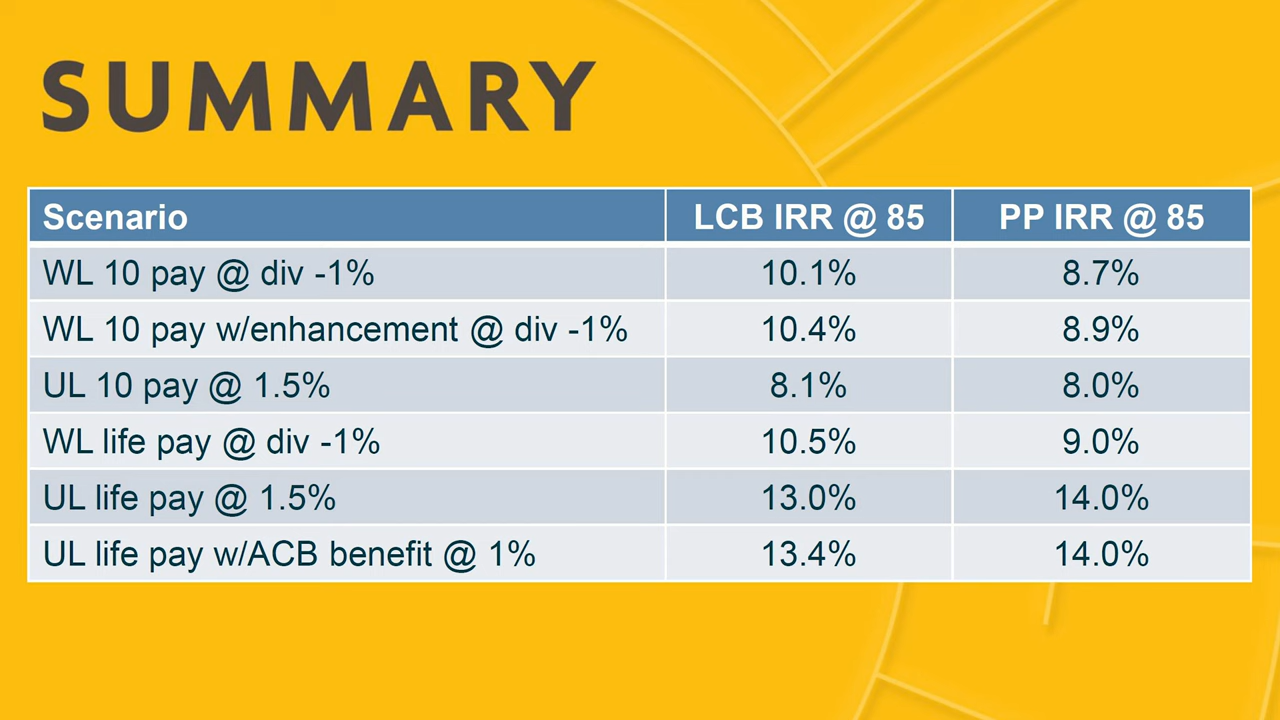 SUMMARY
Scenario LCB IRR @ 85 PP IRR @ 85
WL 10 pay @ div -1% 10.1% 8.7%
WL 10 pay w/enhancement @ div -1% 10.4% 8.9%
UL 10 pay @ 1.5% 8.1% 8.0%
WL life pay @ div -1% 10.5% 9.0%
UL life pay @ 1.5% 13.0% 14.0%
UL life pay w/ACB benefit @ 1% 13.4% 14.0%